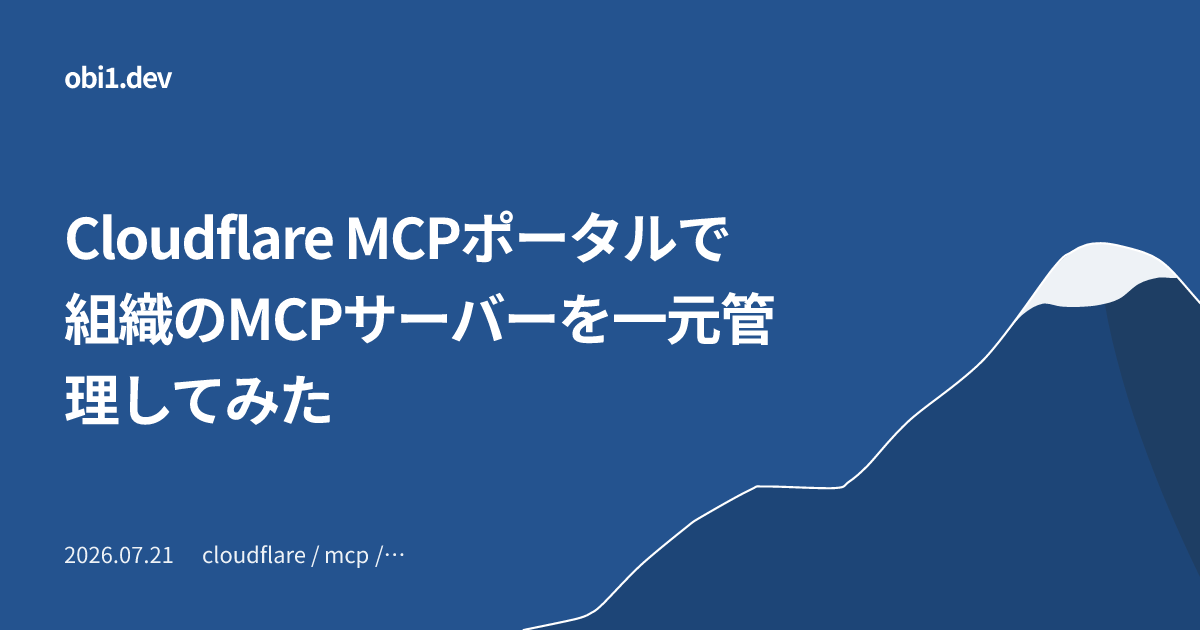 obi1.dev
Cloudflare MCPポータルで
組織のMCPサーバーを一元管
理してみた
2026.07.21 cloudflare / mcp /…